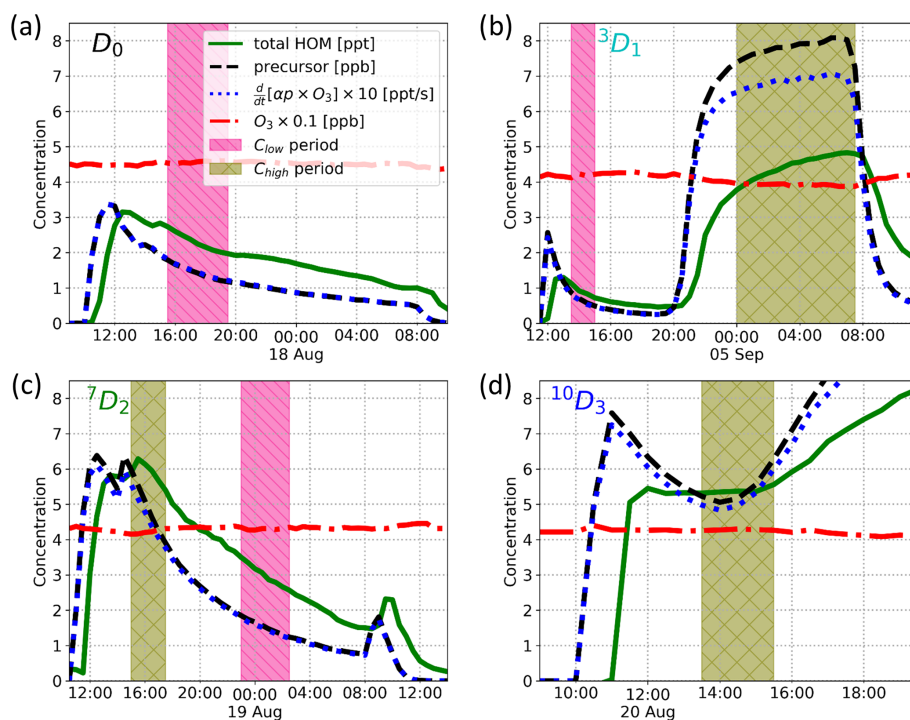 (a)
D₀
Concentration
8
7
6
5
4
3
2
1
0
total HOM [ppt]
precursor [ppb]
d/dt[αp × O₃] × 10 [ppt/s]
O₃ × 0.1 [ppb]
C_low period
C_high period
12:00 16:00 20:00 00:00 04:00 08:00
18 Aug
(b)
³D₁
Concentration
8
7
6
5
4
3
2
1
0
12:00 16:00 20:00 00:00 04:00 08:00
05 Sep
(c)
⁷D₂
Concentration
8
7
6
5
4
3
2
1
0
12:00 16:00 20:00 00:00 04:00 08:00 12:00
19 Aug
(d)
¹⁰D₃
Concentration
8
7
6
5
4
3
2
1
0
10:00 12:00 14:00 16:00 18:00
20 Aug